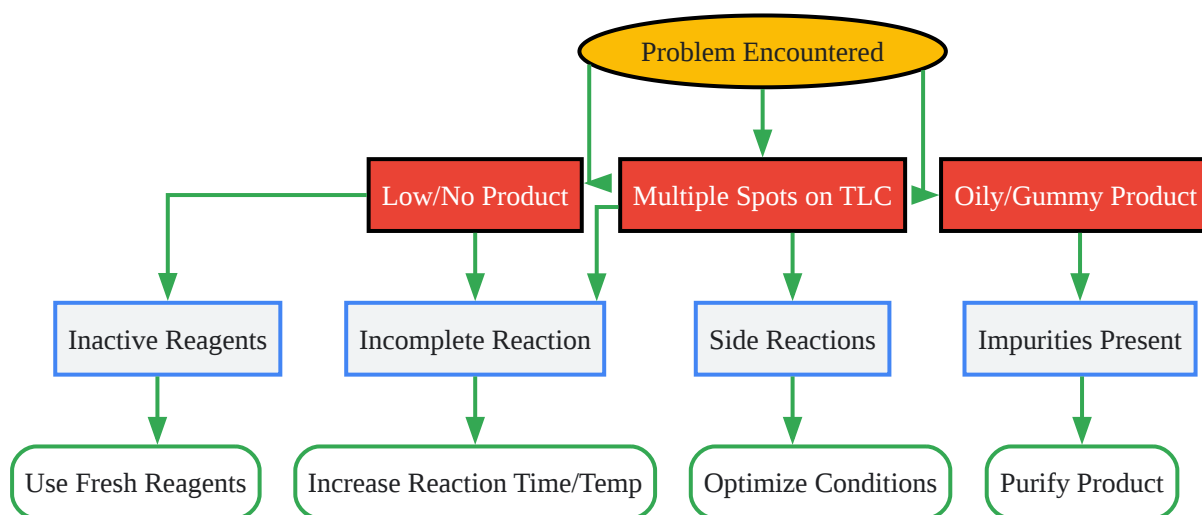 Problem Encountered
Low/No Product
Multiple Spots on TLC
Oily/Gummy Product
Inactive Reagents
Incomplete Reaction
Side Reactions
Impurities Present
Use Fresh Reagents
Increase Reaction Time/Temp
Optimize Conditions
Purify Product